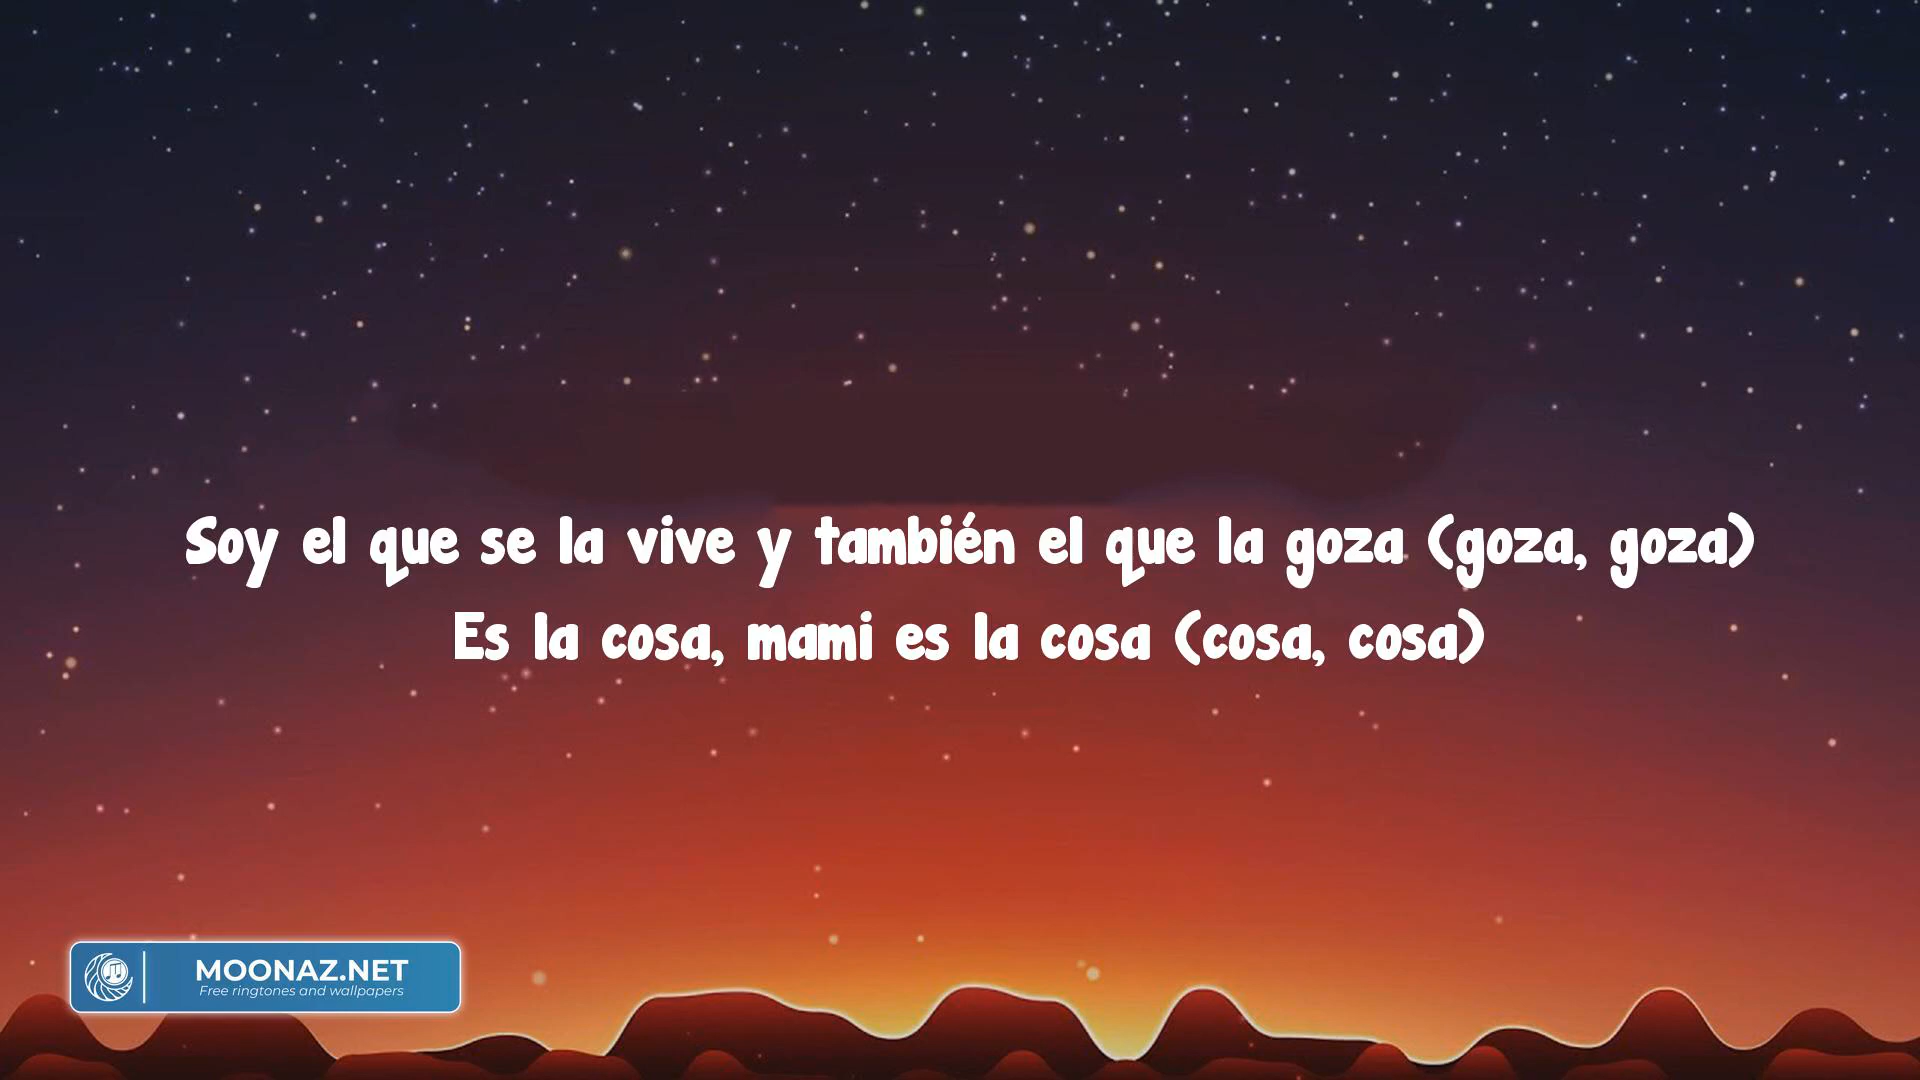 Soy el que se la vive y también el que la goza (goza, goza)
Es la cosa, mami es la cosa (cosa, cosa)
MOONAZ.NET
Free ringtones and wallpapers